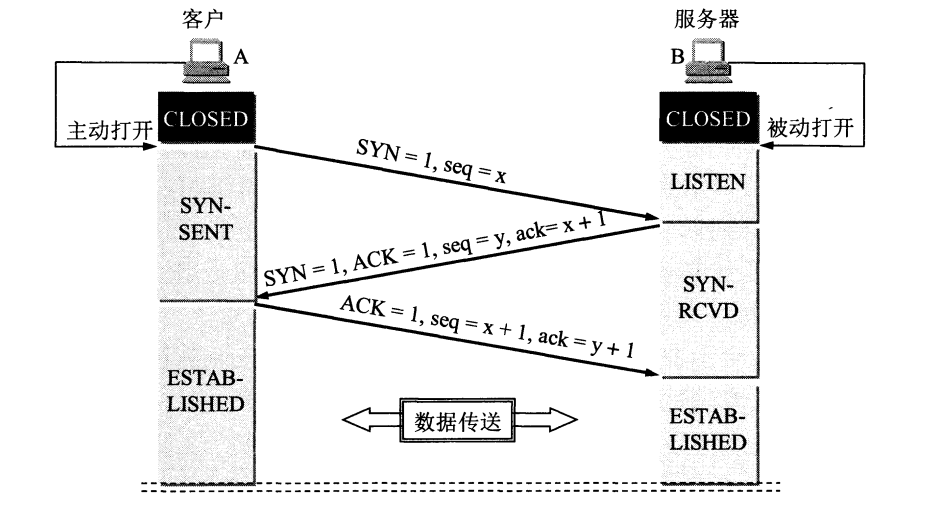 客户
服务器
A
B
CLOSED
CLOSED
主动打开
被动打开
SYN = 1, seq = x
LISTEN
SYN-
SENT
SYN = 1, ACK = 1, seq = y, ack= x + 1
SYN-
RCVD
ACK = 1, seq = x + 1, ack = y + 1
ESTAB-
LISHED
数据传送
ESTAB-
LISHED